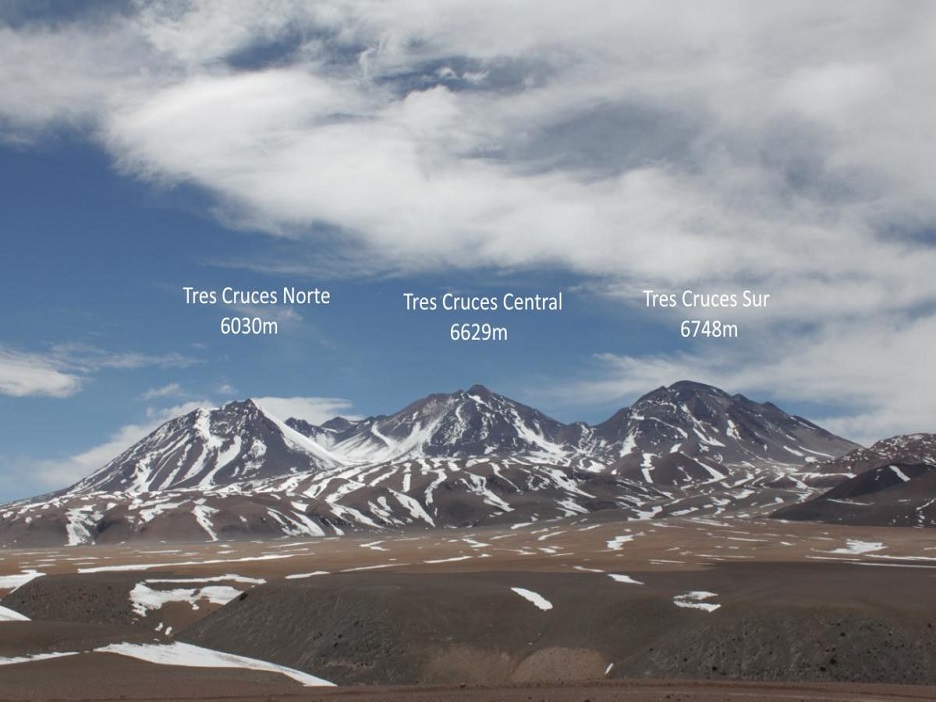 Tres Cruces Norte
6030m
Tres Cruces Central
6629m
Tres Cruces Sur
6748m